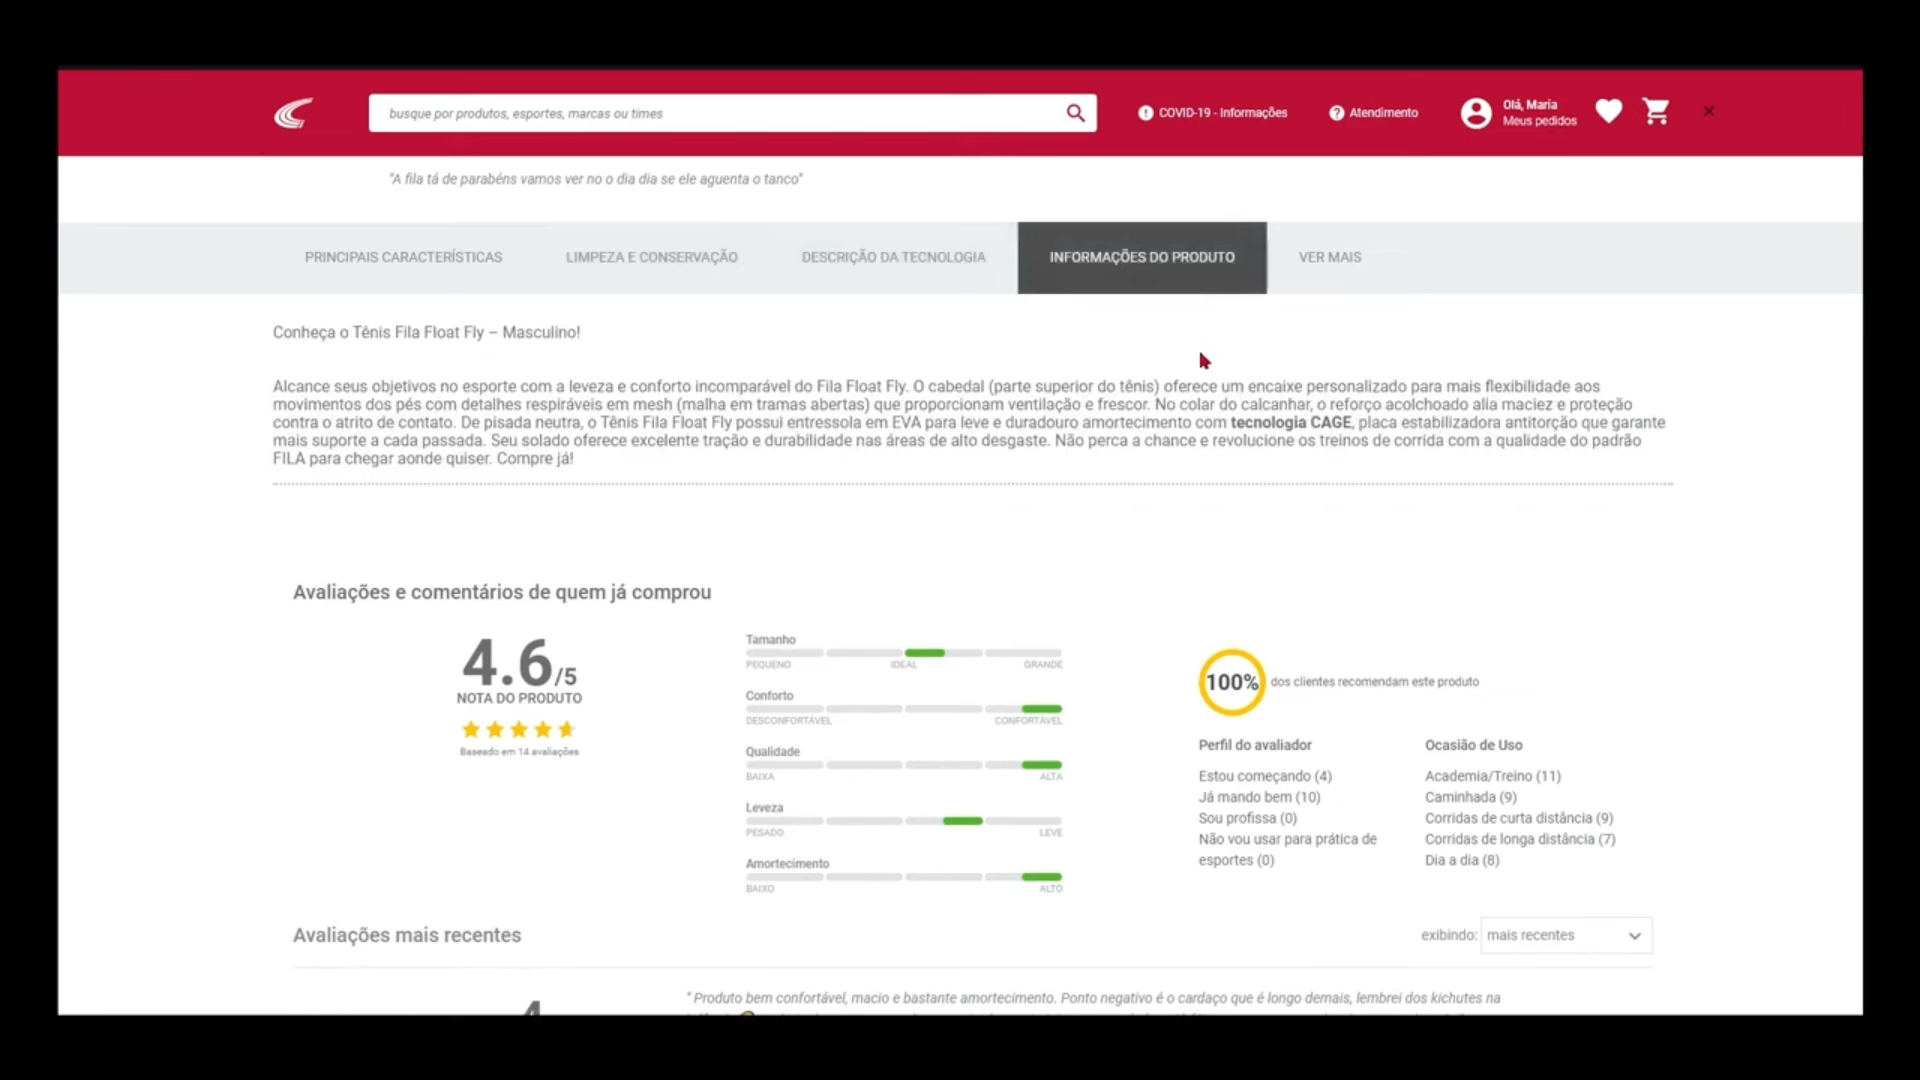 busque por produtos, esportes, marcas ou times
COVID-19 - Informações
Atendimento
Olá, Maria
Meus pedidos
"A fila tá de parabéns vamos ver no o dia dia se ele aguenta o tanco"
PRINCIPAIS CARACTERÍSTICAS
LIMPEZA E CONSERVAÇÃO
DESCRIÇÃO DA TECNOLOGIA
INFORMAÇÕES DO PRODUTO
VER MAIS
Conheça o Tênis Fila Float Fly – Masculino!
Alcance seus objetivos no esporte com a leveza e conforto incomparável do Fila Float Fly. O cabedal (parte superior do tênis) oferece um encaixe personalizado para mais flexibilidade aos
movimentos dos pés com detalhes respiráveis em mesh (malha em tramas abertas) que proporcionam ventilação e frescor. No colar do calcanhar, o reforço acolchoado alia maciez e proteção
contra o atrito de contato. De pisada neutra, o Tênis Fila Float Fly possui entressola em EVA para leve e duradouro amortecimento com tecnologia CAGE, placa estabilizadora antitorção que garante
mais suporte a cada passada. Seu solado oferece excelente tração e durabilidade nas áreas de alto desgaste. Não perca a chance e revolucione os treinos de corrida com a qualidade do padrão
FILA para chegar aonde quiser. Compre já!
Avaliações e comentários de quem já comprou
4.6/5
NOTA DO PRODUTO
Baseado em 14 avaliações
Tamanho
PEQUENO IDEAL GRANDE
Conforto
DESCONFORTÁVEL CONFORTÁVEL
Qualidade
BAIXA ALTA
Leveza
PESADO LEVE
Amortecimento
BAIXO ALTO
100% dos clientes recomendam este produto
Perfil do avaliador
Estou começando (4)
Já mando bem (10)
Sou profissa (0)
Não vou usar para prática de
esportes (0)
Ocasião de Uso
Academia/Treino (11)
Caminhada (9)
Corridas de curta distância (9)
Corridas de longa distância (7)
Dia a dia (8)
Avaliações mais recentes
exibindo: mais recentes
4
" Produto bem confortável, macio e bastante amortecimento. Ponto negativo é o cardaço que é longo demais, lembrei dos kichutes na